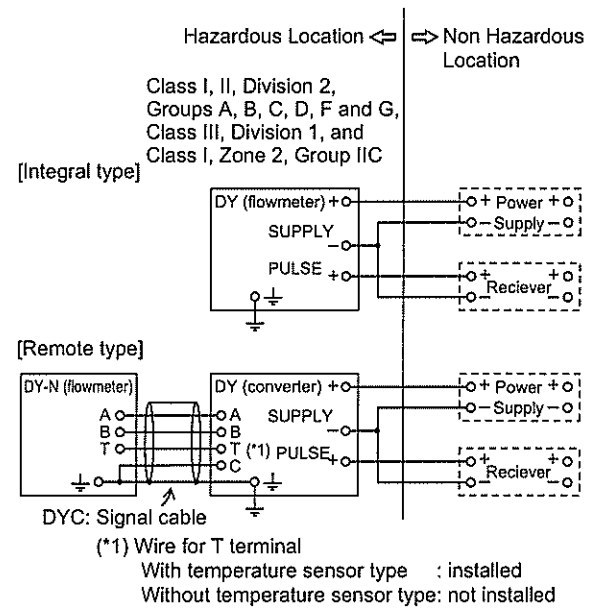 Hazardous Location ⇦ ⇨ Non Hazardous
Location
Class I, II, Division 2,
Groups A, B, C, D, F and G,
Class III, Division 1, and
Class I, Zone 2, Group IIC
[Integral type]
DY (flowmeter) +
SUPPLY
−
PULSE +
+ Power +
− Supply −
+ +
Reciever
− −
[Remote type]
DY-N (flowmeter)
A
B
T
DY (converter) +
A
SUPPLY
B
−
T (*1) PULSE +
C
+ Power +
− Supply −
+ +
Reciever
− −
DYC: Signal cable
(*1) Wire for T terminal
With temperature sensor type : installed
Without temperature sensor type: not installed